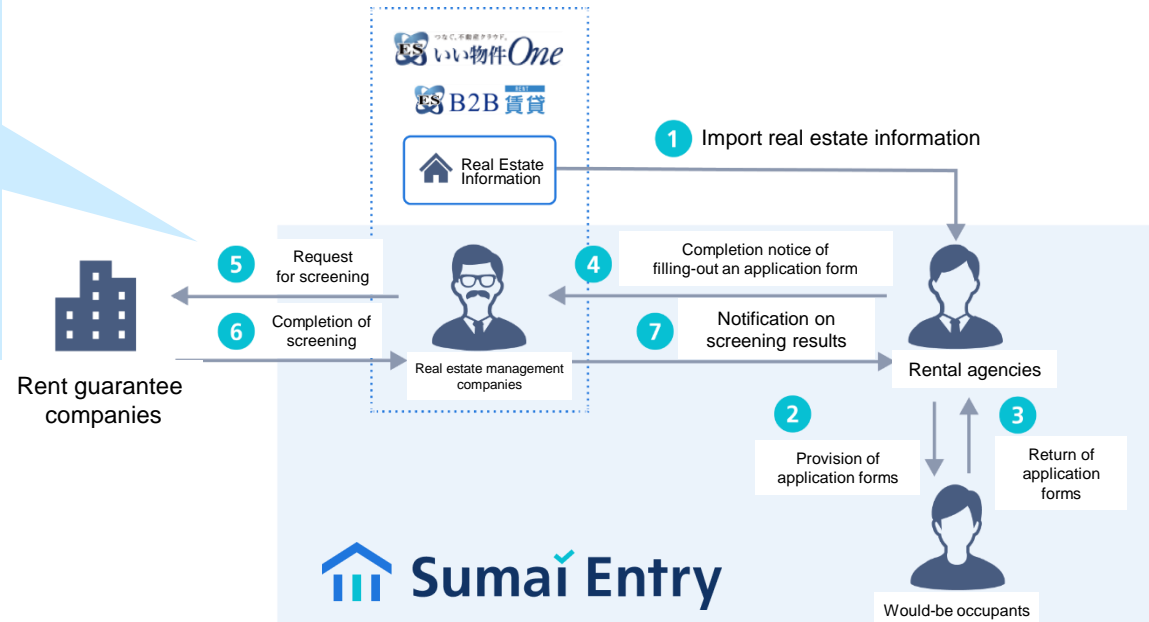 つなぐ、不動産クラウド。
ES いい物件One
RENT
ES B2B 賃貸
Real Estate
Information
1 Import real estate information
5 Request
for screening
4 Completion notice of
filling-out an application form
6 Completion of
screening
7 Notification on
screening results
Rent guarantee
companies
Real estate management
companies
Rental agencies
2
Provision of
application forms
3
Return of
application
forms
Sumai Entry
Would-be occupants